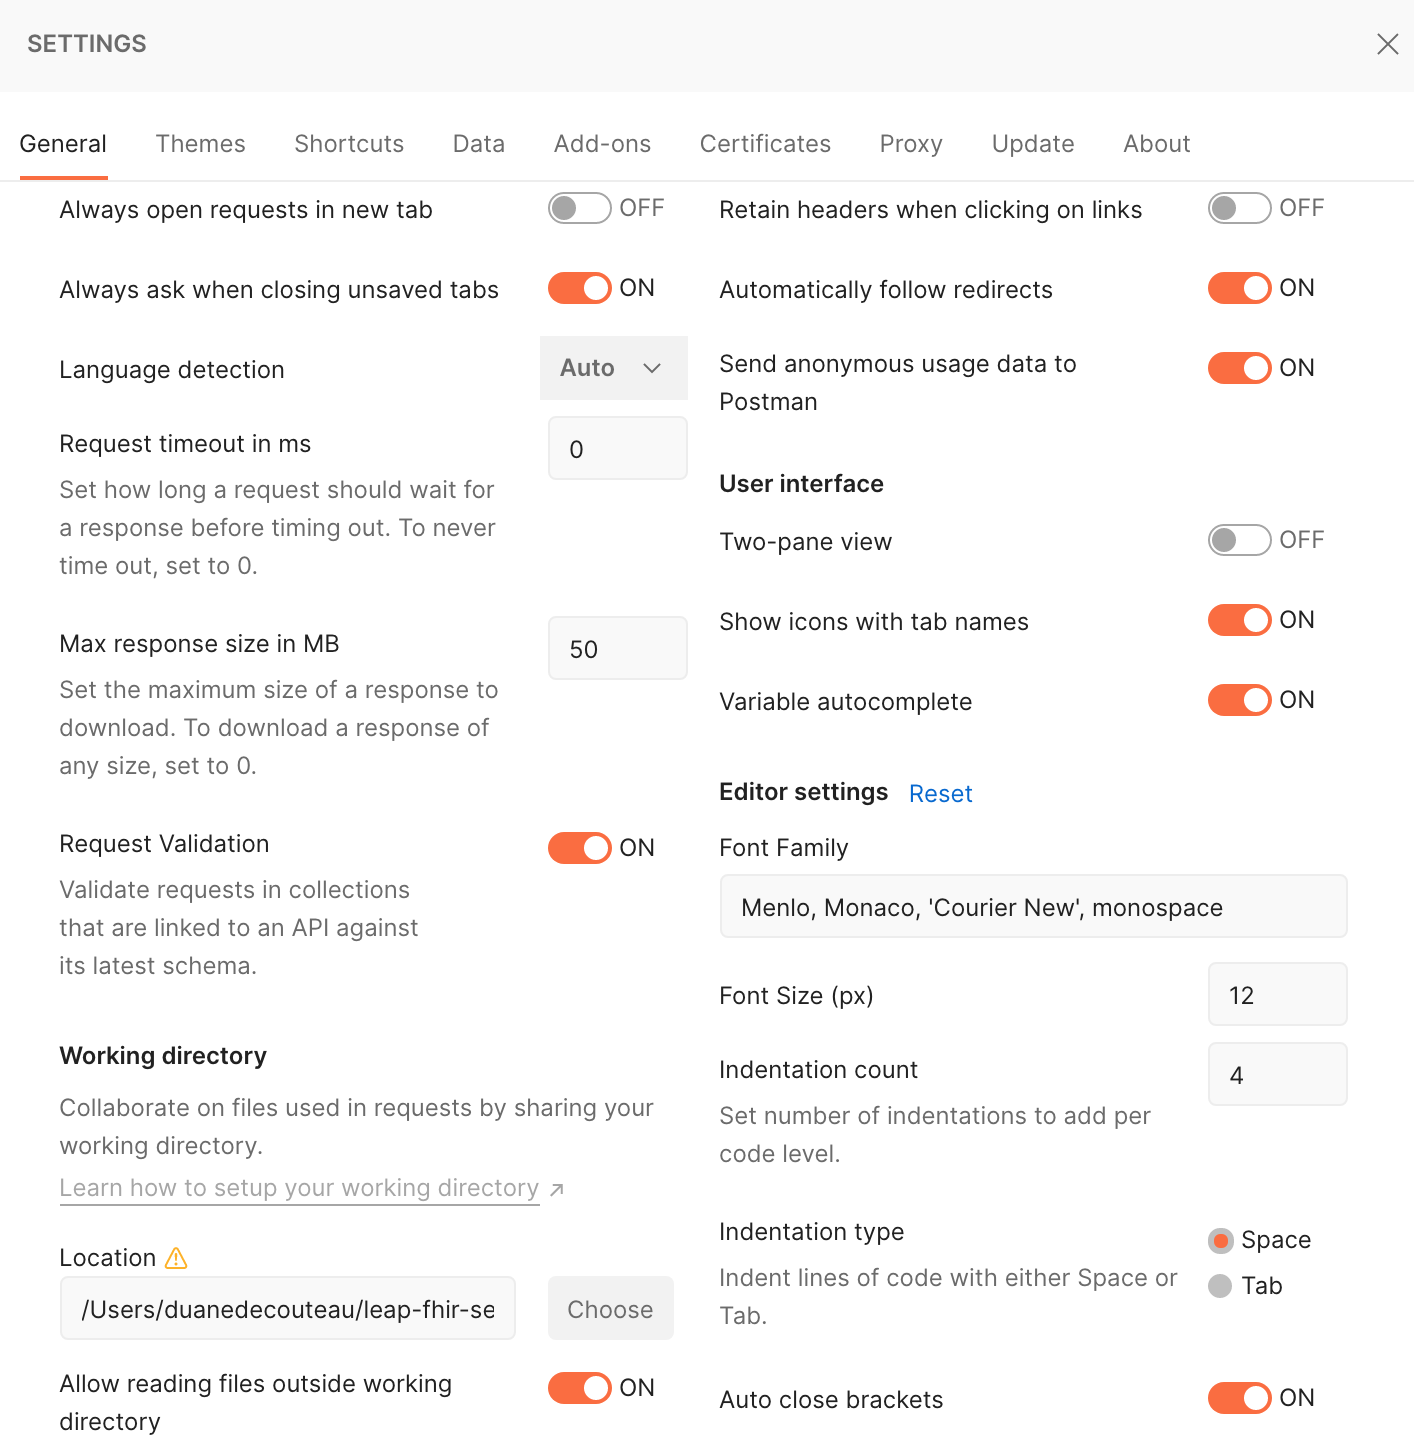 SETTINGS
General Themes Shortcuts Data Add-ons Certificates Proxy Update About
Always open requests in new tab OFF
Always ask when closing unsaved tabs ON
Language detection Auto
Request timeout in ms 0
Set how long a request should wait for
a response before timing out. To never
time out, set to 0.
Max response size in MB 50
Set the maximum size of a response to
download. To download a response of
any size, set to 0.
Request Validation ON
Validate requests in collections
that are linked to an API against
its latest schema.
Working directory
Collaborate on files used in requests by sharing your
working directory.
Learn how to setup your working directory ↗
Location
/Users/duanedecouteau/leap-fhir-se Choose
Allow reading files outside working ON
directory
Retain headers when clicking on links OFF
Automatically follow redirects ON
Send anonymous usage data to ON
Postman
User interface
Two-pane view OFF
Show icons with tab names ON
Variable autocomplete ON
Editor settings Reset
Font Family
Menlo, Monaco, 'Courier New', monospace
Font Size (px) 12
Indentation count 4
Set number of indentations to add per
code level.
Indentation type Space
Indent lines of code with either Space or Tab
Tab.
Auto close brackets ON